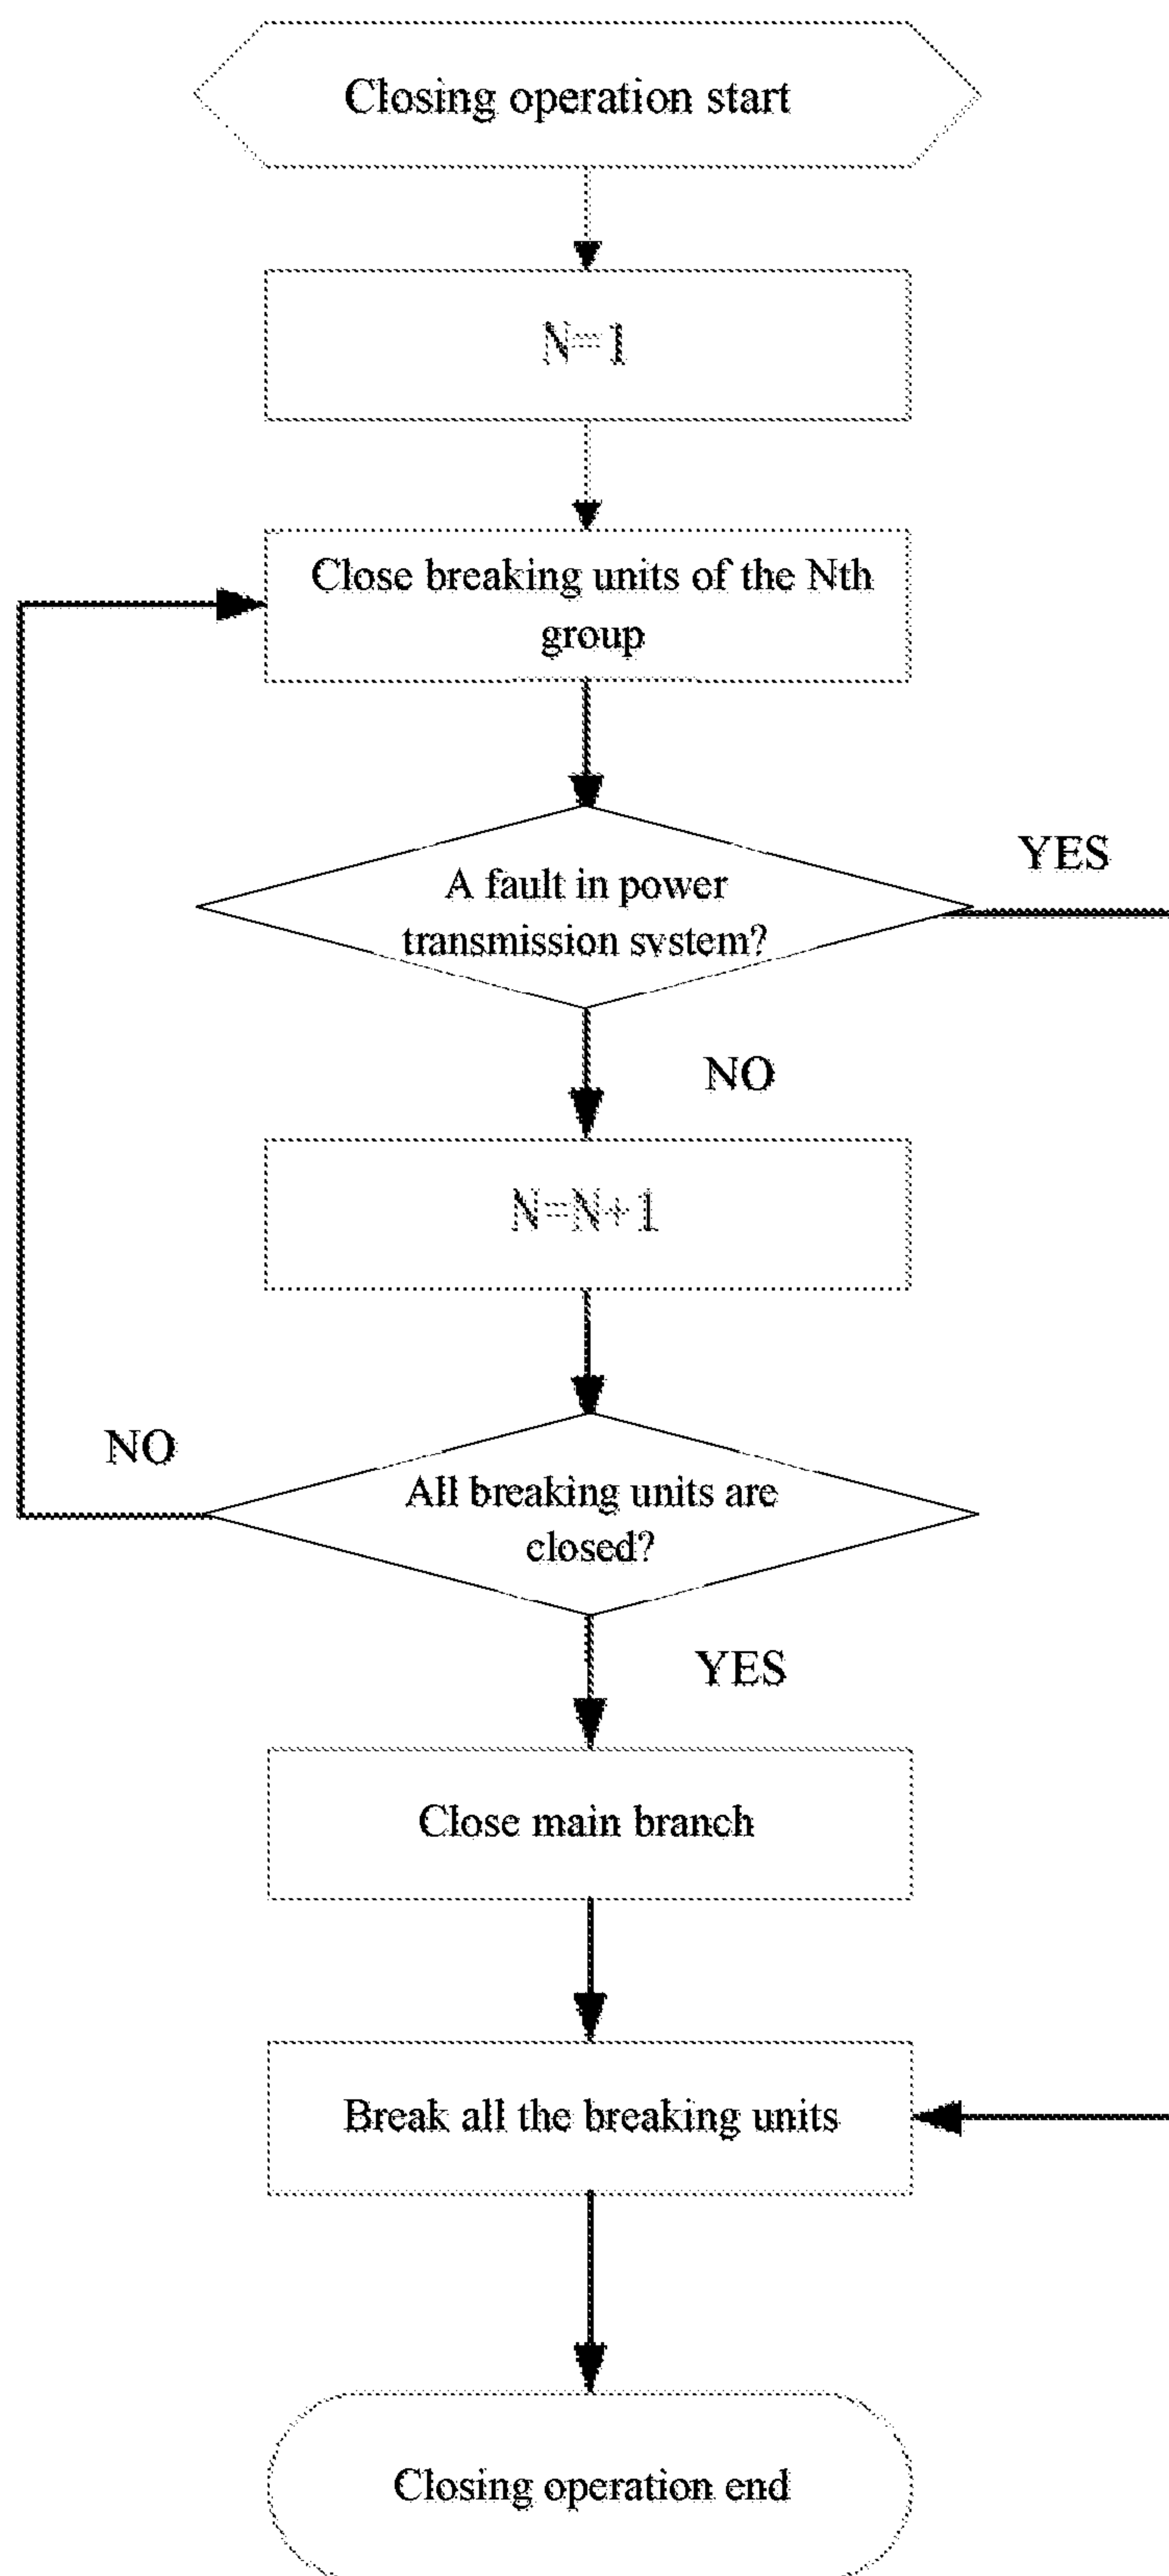 Closing operation start
N=1
Close breaking units of the Nth
group
A fault in power
transmission system?
YES
NO
N=N+1
NO
All breaking units are
closed?
YES
Close main branch
Break all the breaking units
Closing operation end